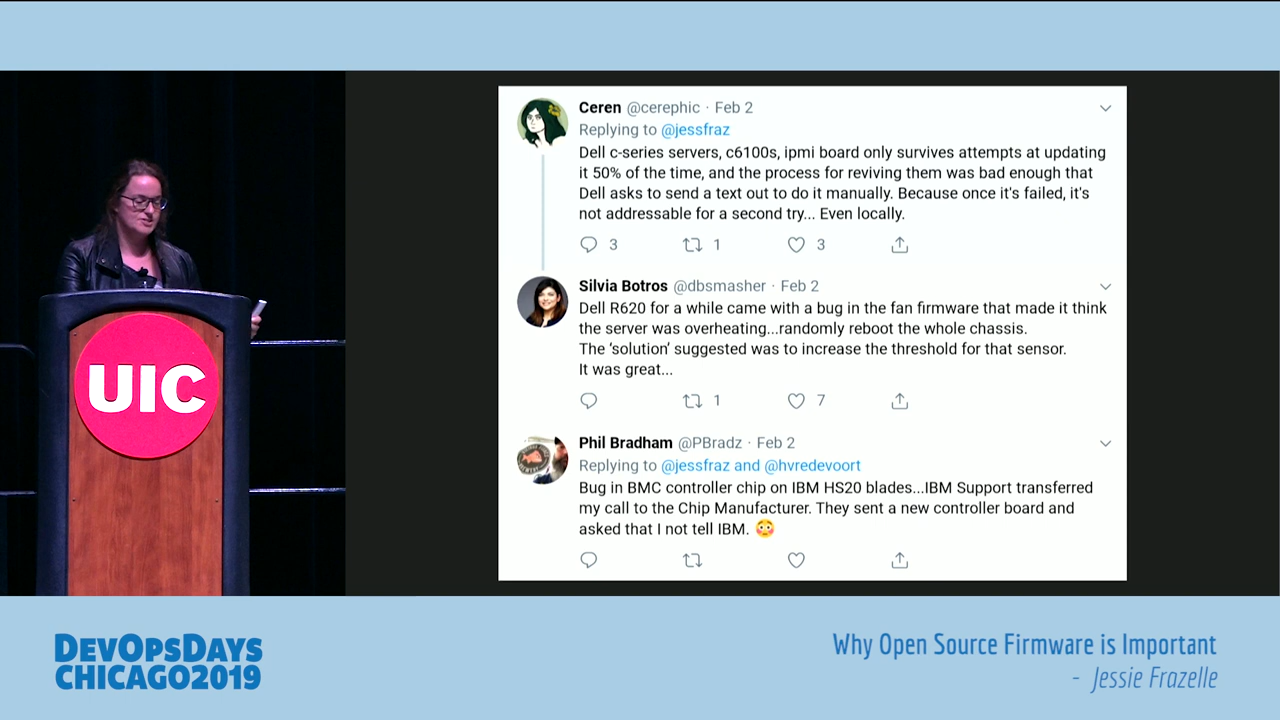 Ceren @cerephic · Feb 2
Replying to @jessfraz
Dell c-series servers, c6100s, ipmi board only survives attempts at updating
it 50% of the time, and the process for reviving them was bad enough that
Dell asks to send a text out to do it manually. Because once it's failed, it's
not addressable for a second try... Even locally.
3 1 3
Silvia Botros @dbsmasher · Feb 2
Dell R620 for a while came with a bug in the fan firmware that made it think
the server was overheating...randomly reboot the whole chassis.
The ‘solution’ suggested was to increase the threshold for that sensor.
It was great...
1 7
Phil Bradham @PBradz · Feb 2
Replying to @jessfraz and @hvredevoort
Bug in BMC controller chip on IBM HS20 blades...IBM Support transferred
my call to the Chip Manufacturer. They sent a new controller board and
asked that I not tell IBM. 😳
UIC
DEVOPSDAYS
CHICAGO2019
Why Open Source Firmware is Important
- Jessie Frazelle